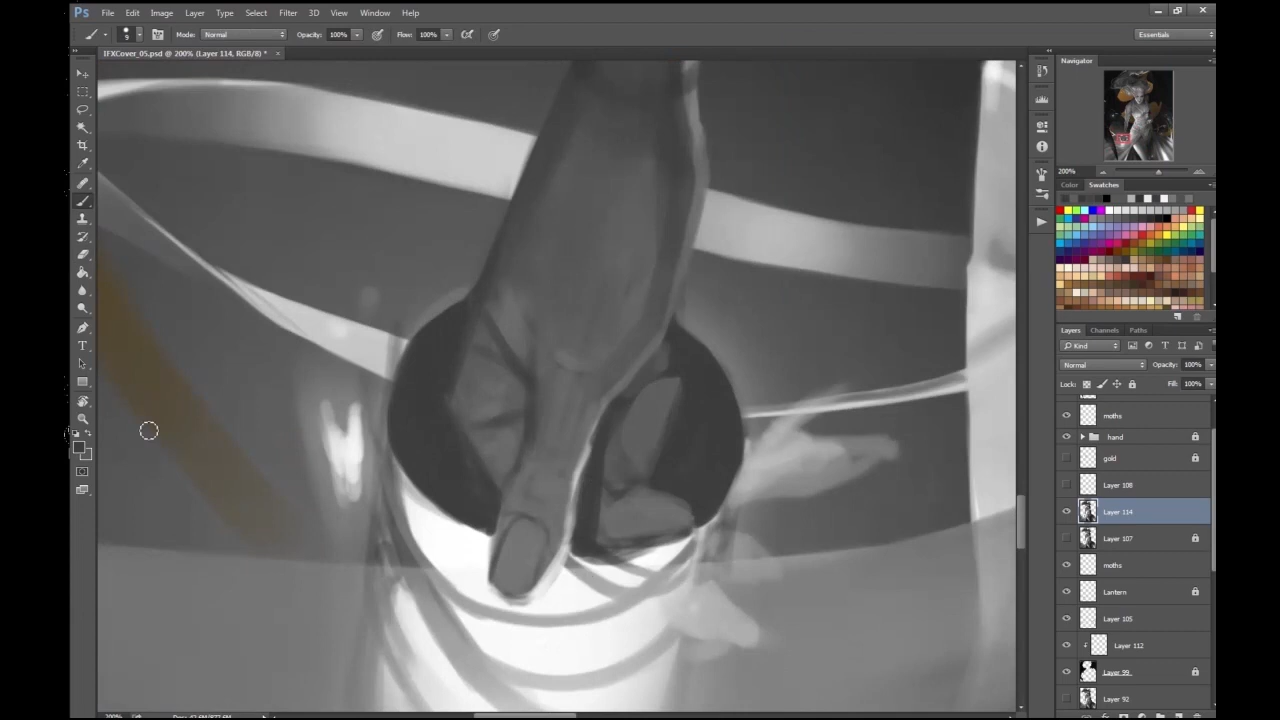 Ps File Edit Image Layer Type Select Filter 3D View Window Help
9 Mode: Normal Opacity: 100% Flow: 100% Essentials
IFXCover_05.psd @ 200% (Layer 114, RGB/8) * ×
Navigator
200%
Color Swatches
Layers Channels Paths
Kind
Normal Opacity: 100%
Lock: Fill: 100%
moths
hand
gold
Layer 108
Layer 114
Layer 107
moths
Lantern
Layer 105
Layer 112
Layer 99
Layer 92